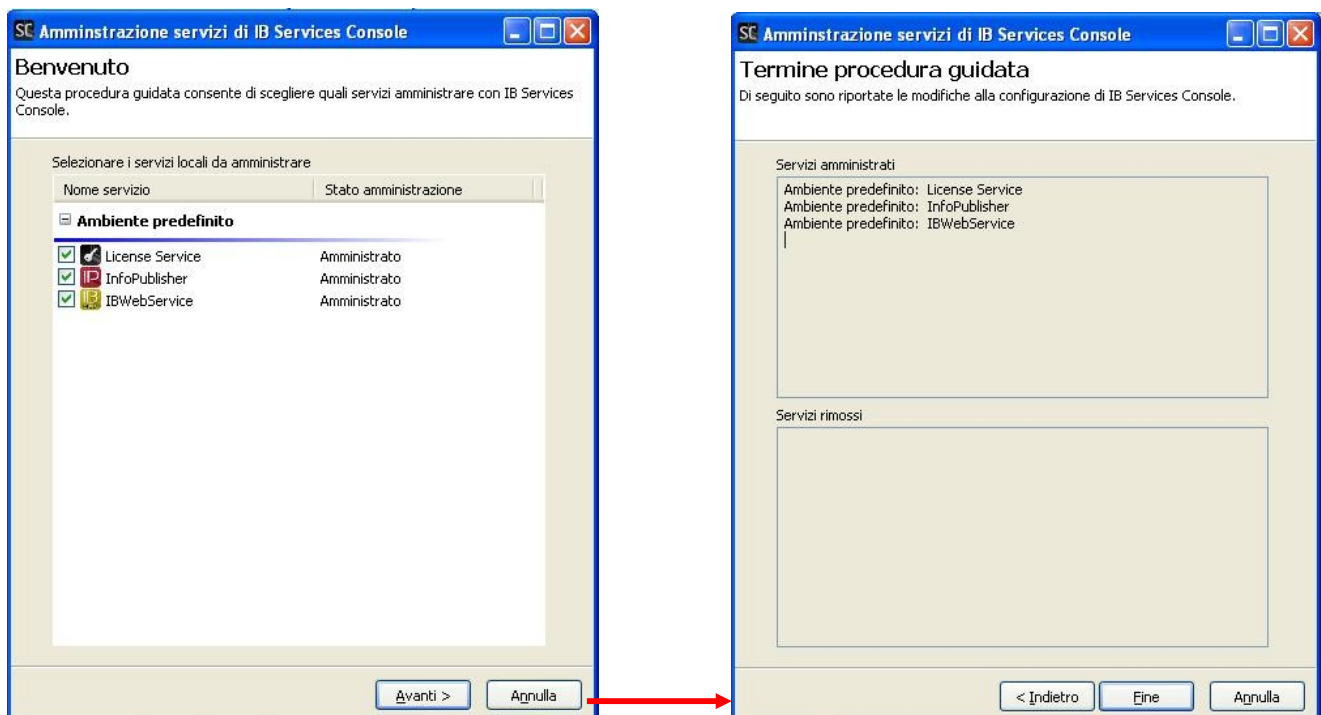 SC Amminstrazione servizi di IB Services Console
Benvenuto
Questa procedura guidata consente di scegliere quali servizi amministrare con IB Services
Console.
Selezionare i servizi locali da amministrare
Nome servizio Stato amministrazione
Ambiente predefinito
License Service Amministrato
IP InfoPublisher Amministrato
IB IBWebService Amministrato
Avanti > Annulla
SC Amminstrazione servizi di IB Services Console
Termine procedura guidata
Di seguito sono riportate le modifiche alla configurazione di IB Services Console.
Servizi amministrati
Ambiente predefinito: License Service
Ambiente predefinito: InfoPublisher
Ambiente predefinito: IBWebService
Servizi rimossi
< Indietro Fine Annulla